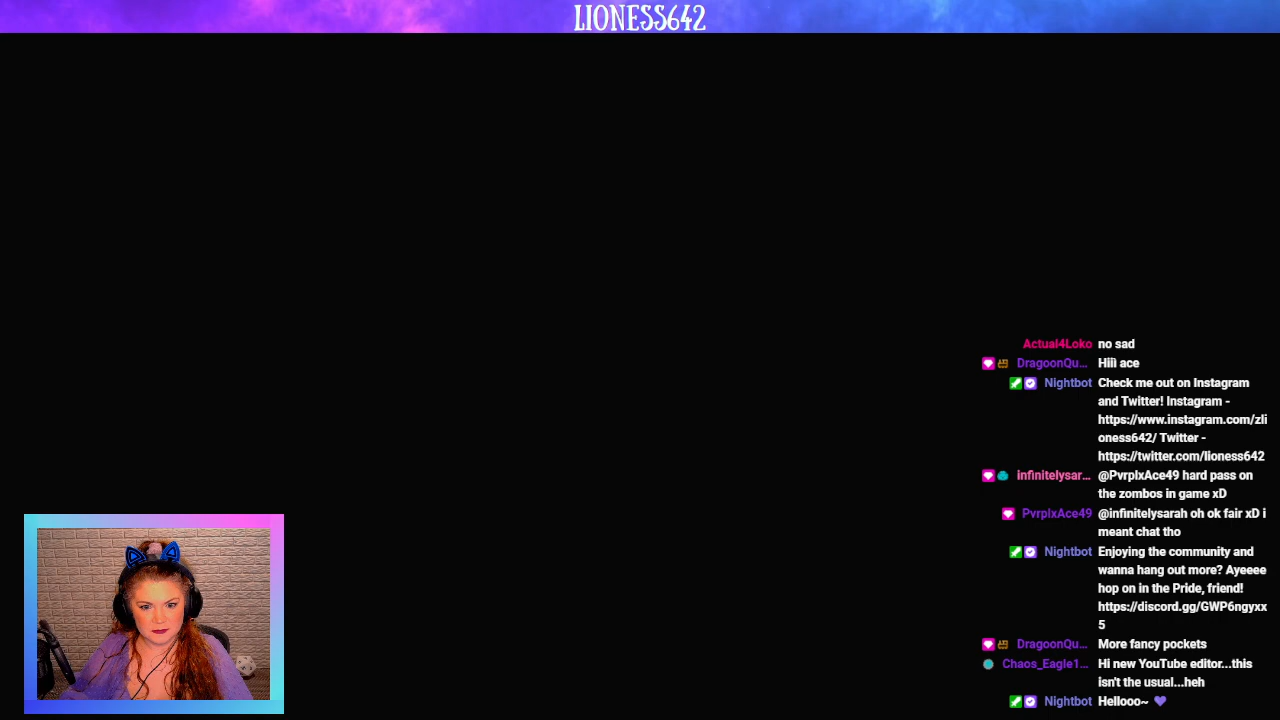 LIONESS642
Actual4Loko no sad
DragoonQu... Hiii ace
Nightbot Check me out on Instagram
and Twitter! Instagram -
https://www.instagram.com/zli
oness642/ Twitter -
https://twitter.com/lioness642
infinitelysar... @PvrplxAce49 hard pass on
the zombos in game xD
PvrplxAce49 @infinitelysarah oh ok fair xD i
meant chat tho
Nightbot Enjoying the community and
wanna hang out more? Ayeeee
hop on in the Pride, friend!
https://discord.gg/GWP6ngyxx
5
DragoonQu... More fancy pockets
Chaos_Eagle1... Hi new YouTube editor...this
isn't the usual...heh
Nightbot Hellooo~